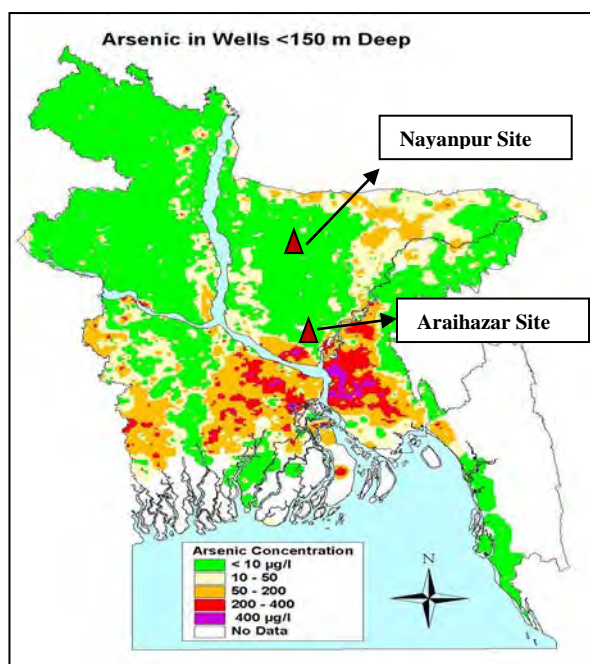 Arsenic in Wells <150 m Deep
Nayanpur Site
Araihazar Site
Arsenic Concentration
< 10 µg/l
10 - 50
50 - 200
200 - 400
400 µg/l
No Data
N